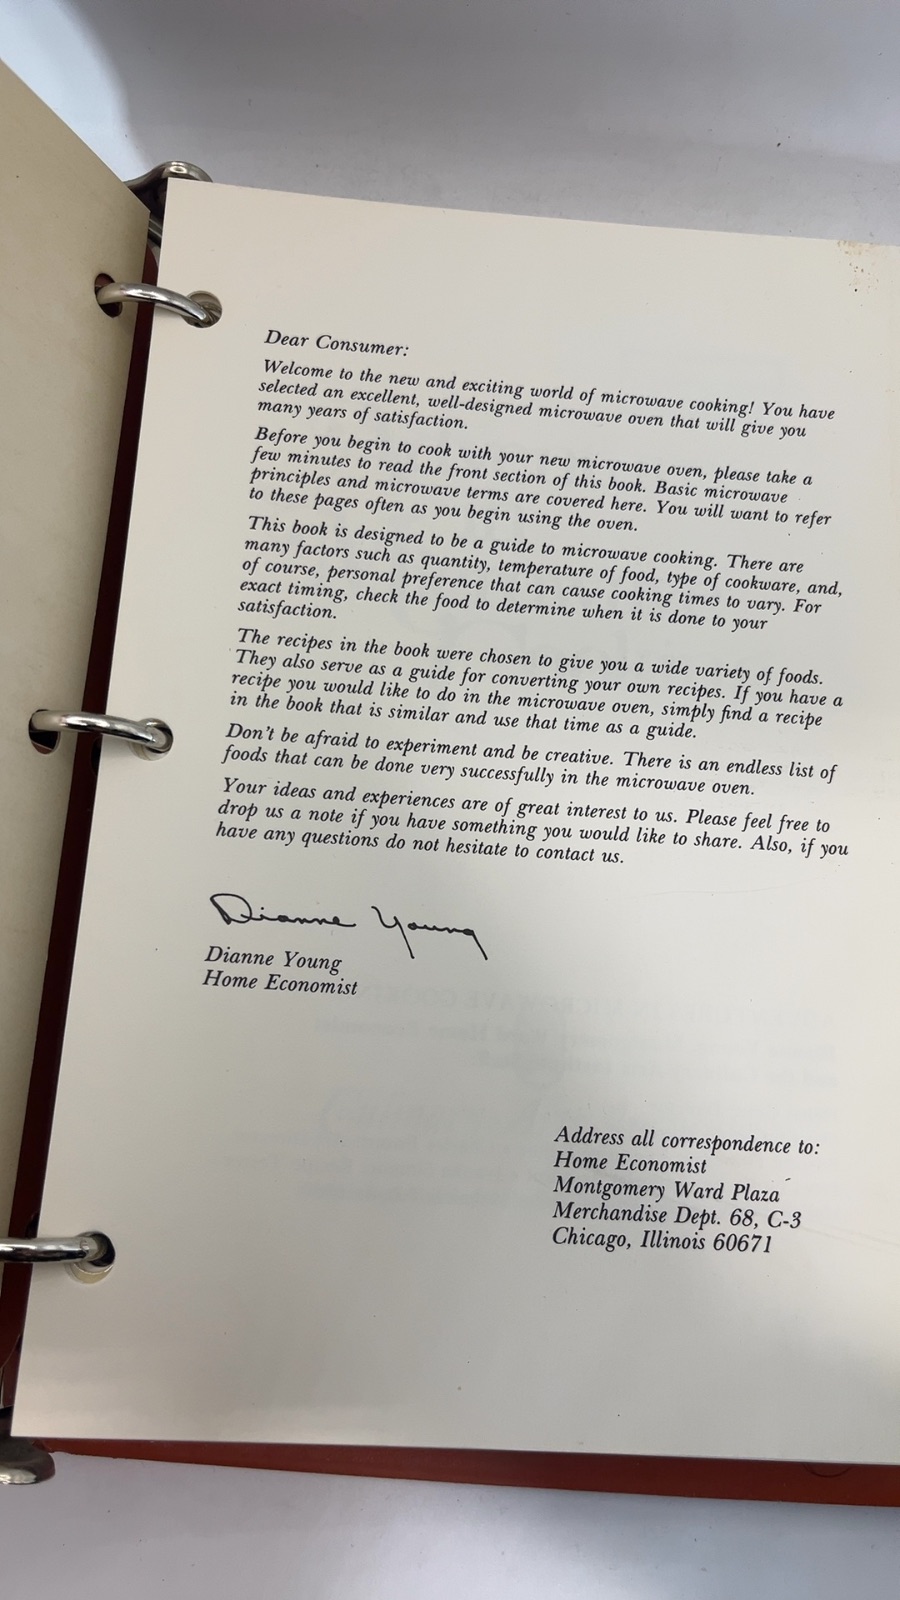 Dear Consumer:
Welcome to the new and exciting world of microwave cooking! You have
selected an excellent, well-designed microwave oven that will give you
many years of satisfaction.
Before you begin to cook with your new microwave oven, please take a
few minutes to read the front section of this book. Basic microwave
principles and microwave terms are covered here. You will want to refer
to these pages often as you begin using the oven.
This book is designed to be a guide to microwave cooking. There are
many factors such as quantity, temperature of food, type of cookware, and,
of course, personal preference that can cause cooking times to vary. For
exact timing, check the food to determine when it is done to your
satisfaction.
The recipes in the book were chosen to give you a wide variety of foods.
They also serve as a guide for converting your own recipes. If you have a
recipe you would like to do in the microwave oven, simply find a recipe
in the book that is similar and use that time as a guide.
Don't be afraid to experiment and be creative. There is an endless list of
foods that can be done very successfully in the microwave oven.
Your ideas and experiences are of great interest to us. Please feel free to
drop us a note if you have something you would like to share. Also, if you
have any questions do not hesitate to contact us.
Dianne Young
Dianne Young
Home Economist
Address all correspondence to:
Home Economist
Montgomery Ward Plaza
Merchandise Dept. 68, C-3
Chicago, Illinois 60671